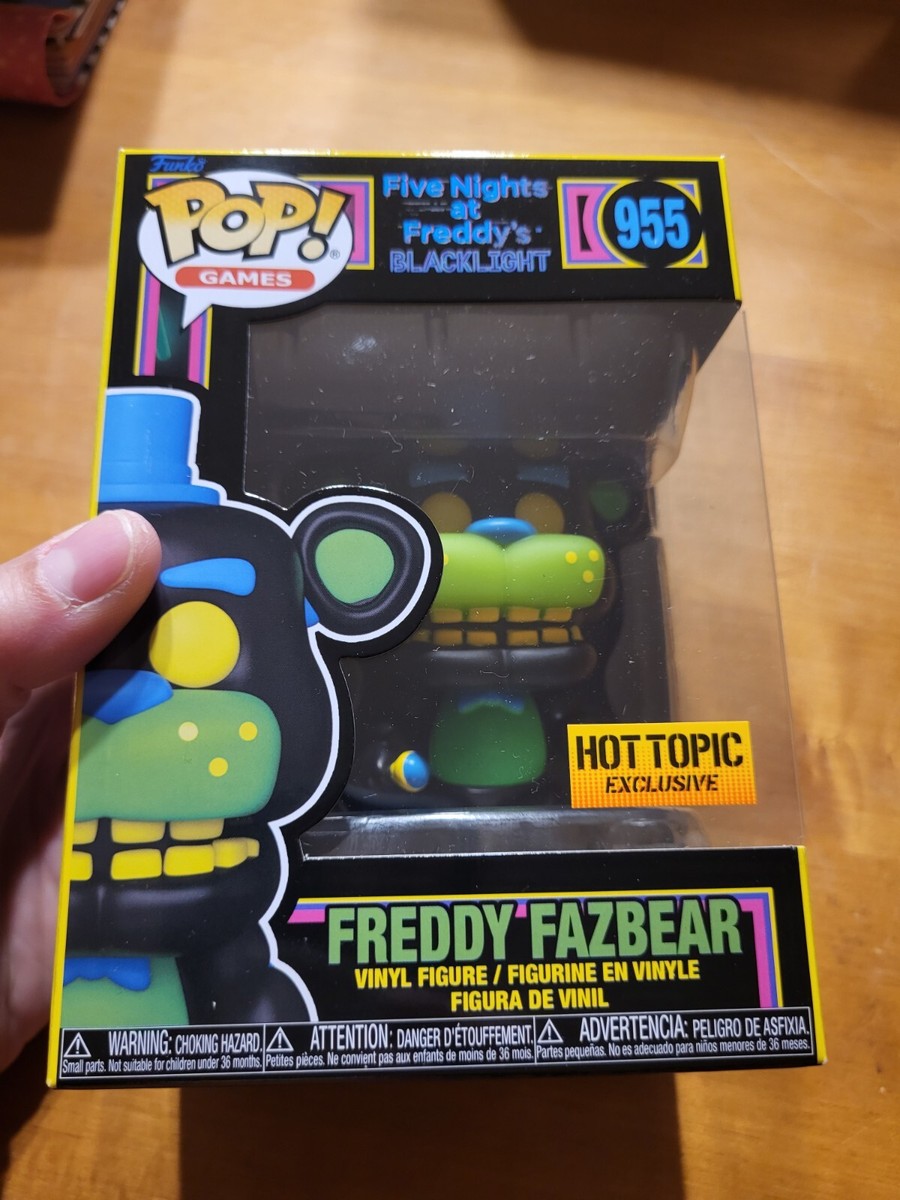 Funko
POP!®
GAMES
Five Nights
at
Freddy's
BLACKLIGHT
955
HOT TOPIC
EXCLUSIVE
FREDDY FAZBEAR
VINYL FIGURE / FIGURINE EN VINYLE
FIGURA DE VINIL
WARNING: CHOKING HAZARD.
Small parts. Not suitable for children under 36 months.
ATTENTION: DANGER D'ÉTOUFFEMENT.
Petites pièces. Ne convient pas aux enfants de moins de 36 mois.
ADVERTENCIA: PELIGRO DE ASFIXIA.
Partes pequeñas. No es adecuado para niños menores de 36 meses.